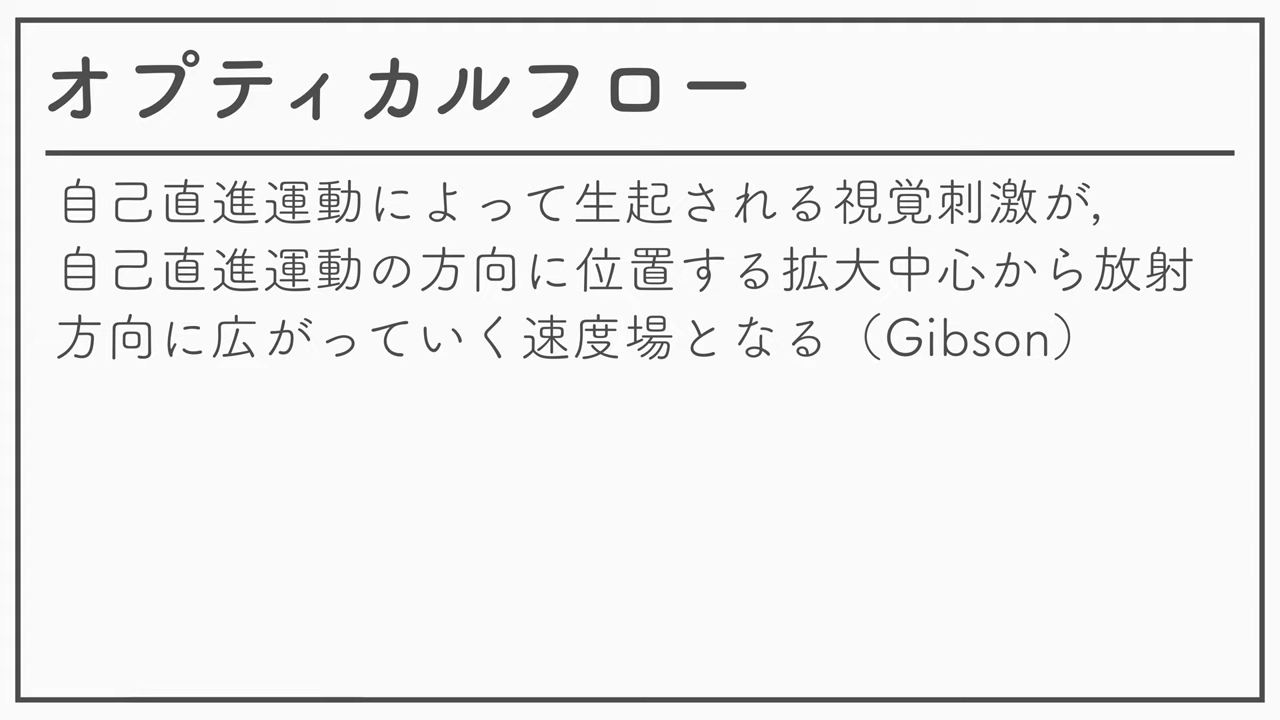 オプティカルフロー
自己直進運動によって生起される視覚刺激が,
自己直進運動の方向に位置する拡大中心から放射
方向に広がっていく速度場となる（Gibson）